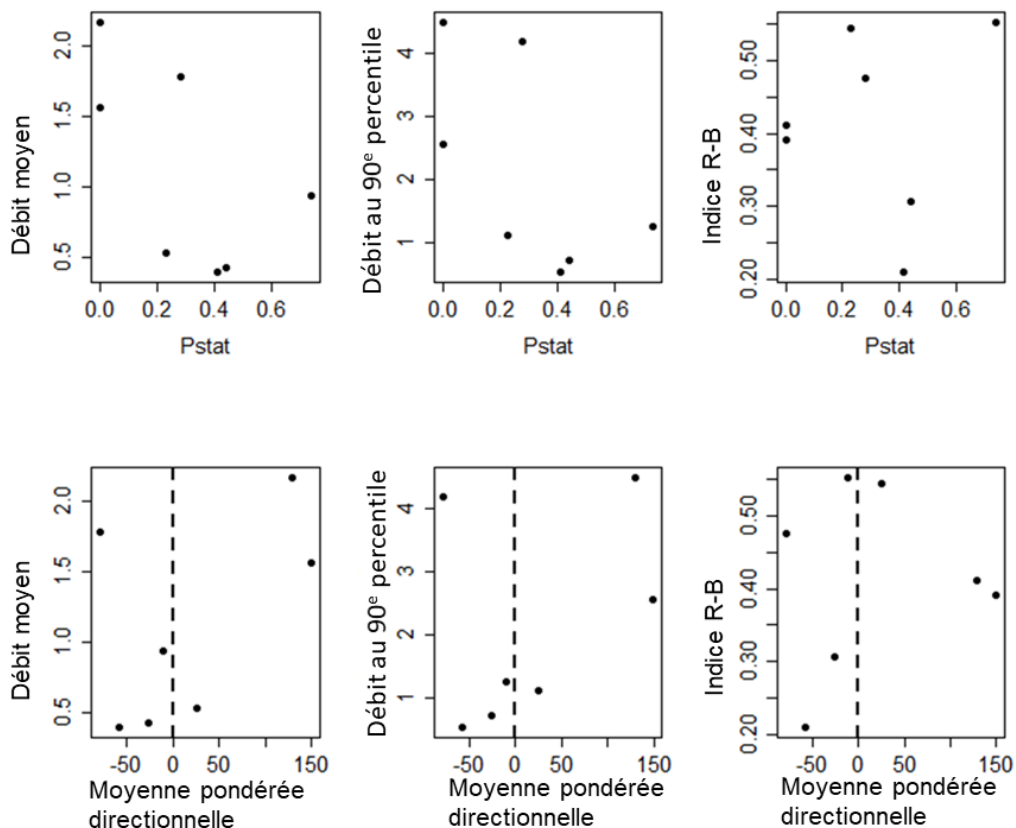 Débit moyen
0.5 1.0 1.5 2.0
0.0 0.2 0.4 0.6
Pstat
Débit au 90e percentile
1 2 3 4
0.0 0.2 0.4 0.6
Pstat
Indice R-B
0.20 0.30 0.40 0.50
0.0 0.2 0.4 0.6
Pstat
Débit moyen
0.5 1.0 1.5 2.0
-50 0 50 150
Moyenne pondérée
directionnelle
Débit au 90e percentile
1 2 3 4
-50 0 50 150
Moyenne pondérée
directionnelle
Indice R-B
0.20 0.30 0.40 0.50
-50 0 50 150
Moyenne pondérée
directionnelle